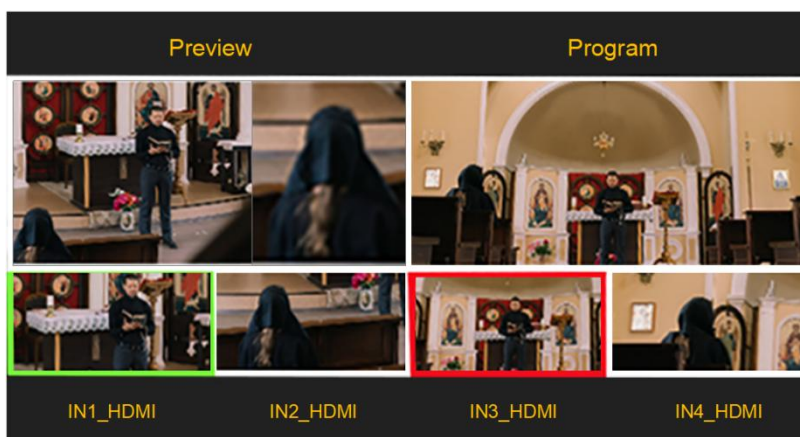 Preview
Program
IN1_HDMI
IN2_HDMI
IN3_HDMI
IN4_HDMI